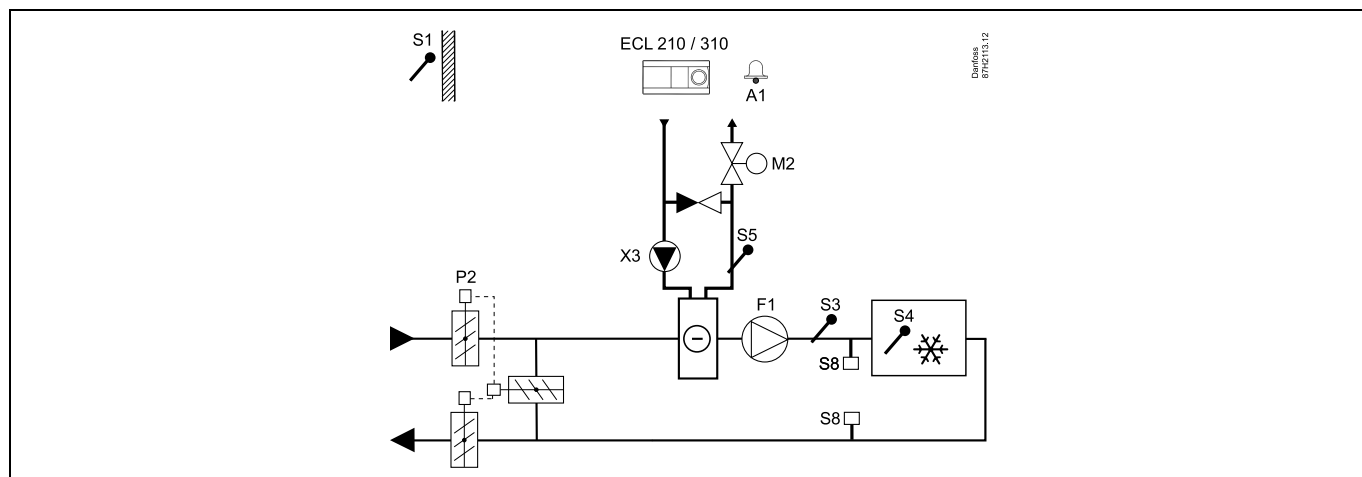 S1
ECL 210 / 310
A1
Danfoss
87H2113.12
M2
S5
X3
P2
F1
S3
S4
S8
S8